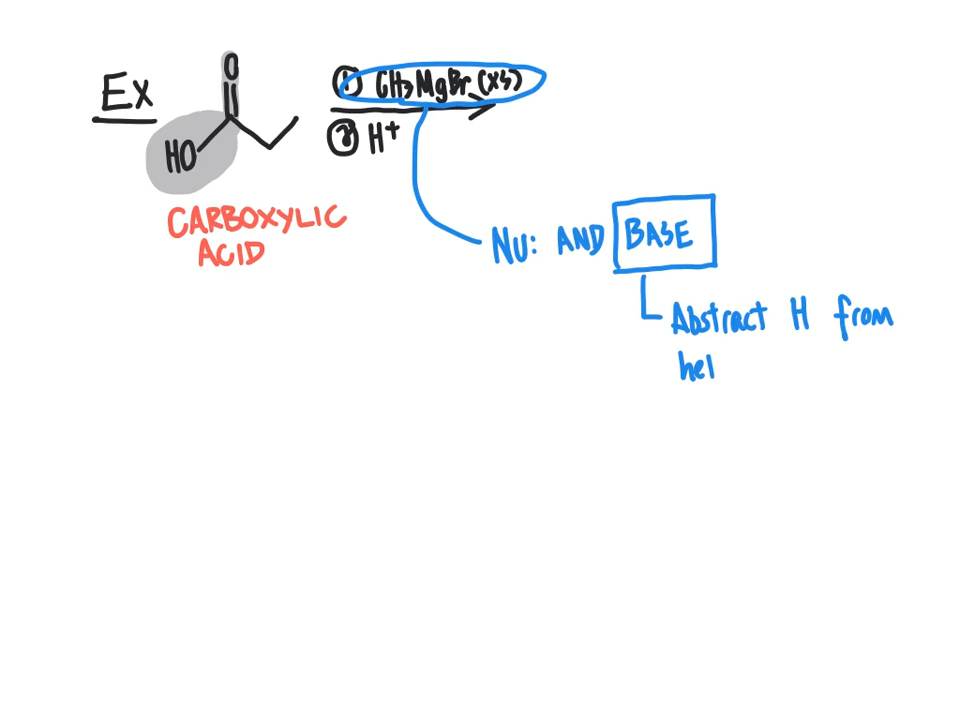 Ex
O
HO
① CH3MgBr (xs)
② H+
CARBOXYLIC
ACID
Nu: AND BASE
Abstract H from
hel